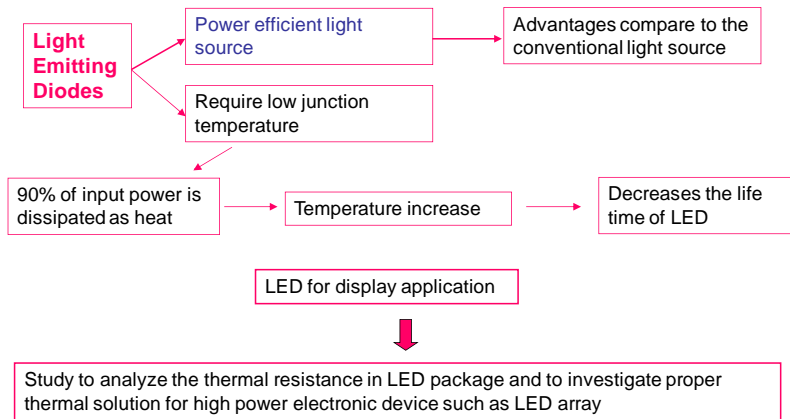 Light
Emitting
Diodes
Power efficient light
source
Advantages compare to the
conventional light source
Require low junction
temperature
90% of input power is
dissipated as heat
Temperature increase
Decreases the life
time of LED
LED for display application
Study to analyze the thermal resistance in LED package and to investigate proper
thermal solution for high power electronic device such as LED array